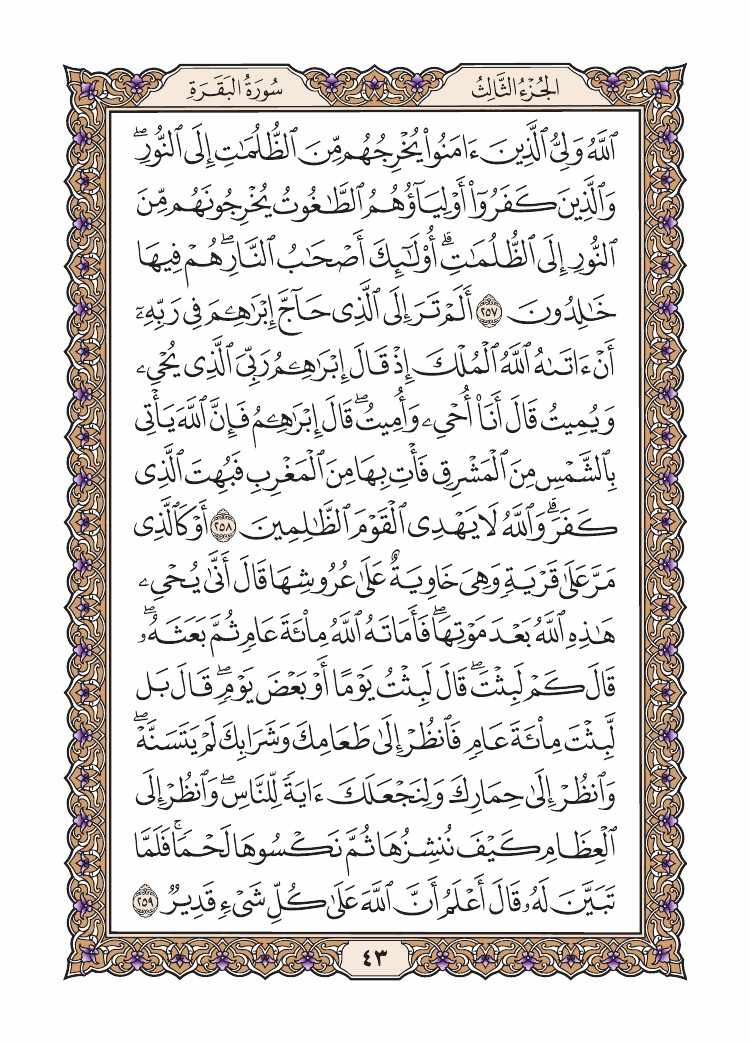 الجُزْءُ الثَّالِثُ
سُورَةُ البَقَرَةِ
ٱللَّهُ وَلِىُّ ٱلَّذِينَ ءَامَنُوا۟ يُخْرِجُهُم مِّنَ ٱلظُّلُمَٰتِ إِلَى ٱلنُّورِۖ
وَٱلَّذِينَ كَفَرُوٓا۟ أَوْلِيَآؤُهُمُ ٱلطَّٰغُوتُ يُخْرِجُونَهُم مِّنَ
ٱلنُّورِ إِلَى ٱلظُّلُمَٰتِۗ أُو۟لَٰٓئِكَ أَصْحَٰبُ ٱلنَّارِۖ هُمْ فِيهَا
خَٰلِدُونَ ٢٥٧ أَلَمْ تَرَ إِلَى ٱلَّذِى حَآجَّ إِبْرَٰهِـۧمَ فِى رَبِّهِۦٓ
أَنْ ءَاتَىٰهُ ٱللَّهُ ٱلْمُلْكَ إِذْ قَالَ إِبْرَٰهِـۧمُ رَبِّىَ ٱلَّذِى يُحْىِۦ
وَيُمِيتُ قَالَ أَنَا۠ أُحْىِۦ وَأُمِيتُۖ قَالَ إِبْرَٰهِـۧمُ فَإِنَّ ٱللَّهَ يَأْتِى
بِٱلشَّمْسِ مِنَ ٱلْمَشْرِقِ فَأْتِ بِهَا مِنَ ٱلْمَغْرِبِ فَبُهِتَ ٱلَّذِى
كَفَرَۗ وَٱللَّهُ لَا يَهْدِى ٱلْقَوْمَ ٱلظَّٰلِمِينَ ٢٥٨ أَوْ كَٱلَّذِى
مَرَّ عَلَىٰ قَرْيَةٍ وَهِىَ خَاوِيَةٌ عَلَىٰ عُرُوشِهَا قَالَ أَنَّىٰ يُحْىِۦ
هَٰذِهِ ٱللَّهُ بَعْدَ مَوْتِهَاۖ فَأَمَاتَهُ ٱللَّهُ مِا۟ئَةَ عَامٍ ثُمَّ بَعَثَهُۥۖ
قَالَ كَمْ لَبِثْتَۖ قَالَ لَبِثْتُ يَوْمًا أَوْ بَعْضَ يَوْمٍۖ قَالَ بَل
لَّبِثْتَ مِا۟ئَةَ عَامٍ فَٱنظُرْ إِلَىٰ طَعَامِكَ وَشَرَابِكَ لَمْ يَتَسَنَّهْۖ
وَٱنظُرْ إِلَىٰ حِمَارِكَ وَلِنَجْعَلَكَ ءَايَةً لِّلنَّاسِۖ وَٱنظُرْ إِلَى
ٱلْعِظَامِ كَيْفَ نُنشِزُهَا ثُمَّ نَكْسُوهَا لَحْمًاۚ فَلَمَّا
تَبَيَّنَ لَهُۥ قَالَ أَعْلَمُ أَنَّ ٱللَّهَ عَلَىٰ كُلِّ شَىْءٍ قَدِيرٌ ٢٥٩
٤٣